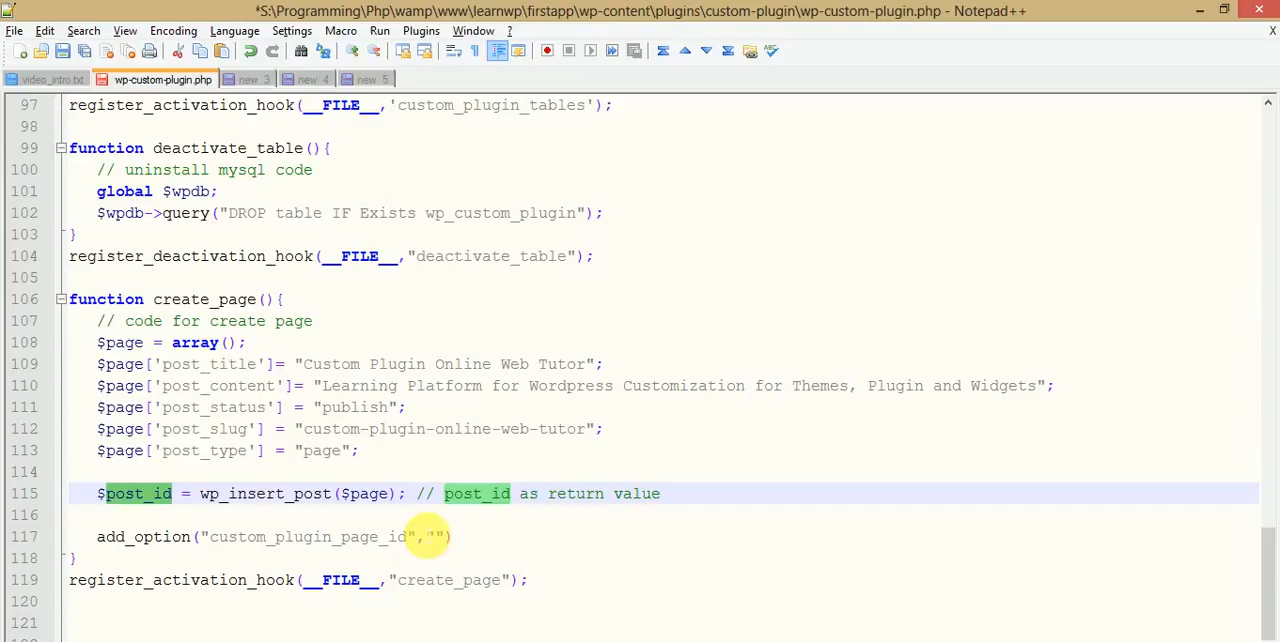 *S:\Programming\Php\wamp\www\learnwp\firstapp\wp-content\plugins\custom-plugin\wp-custom-plugin.php - Notepad++
File Edit Search View Encoding Language Settings Macro Run Plugins Window ? X
video_intro.txt wp-custom-plugin.php new 3 new 4 new 5
97 register_activation_hook(__FILE__,'custom_plugin_tables');
98
99 function deactivate_table(){
100 // uninstall mysql code
101 global $wpdb;
102 $wpdb->query("DROP table IF Exists wp_custom_plugin");
103 }
104 register_deactivation_hook(__FILE__,"deactivate_table");
105
106 function create_page(){
107 // code for create page
108 $page = array();
109 $page['post_title']= "Custom Plugin Online Web Tutor";
110 $page['post_content']= "Learning Platform for Wordpress Customization for Themes, Plugin and Widgets";
111 $page['post_status'] = "publish";
112 $page['post_slug'] = "custom-plugin-online-web-tutor";
113 $page['post_type'] = "page";
114
115 $post_id = wp_insert_post($page); // post_id as return value
116
117 add_option("custom_plugin_page_id","")
118 }
119 register_activation_hook(__FILE__,"create_page");
120
121